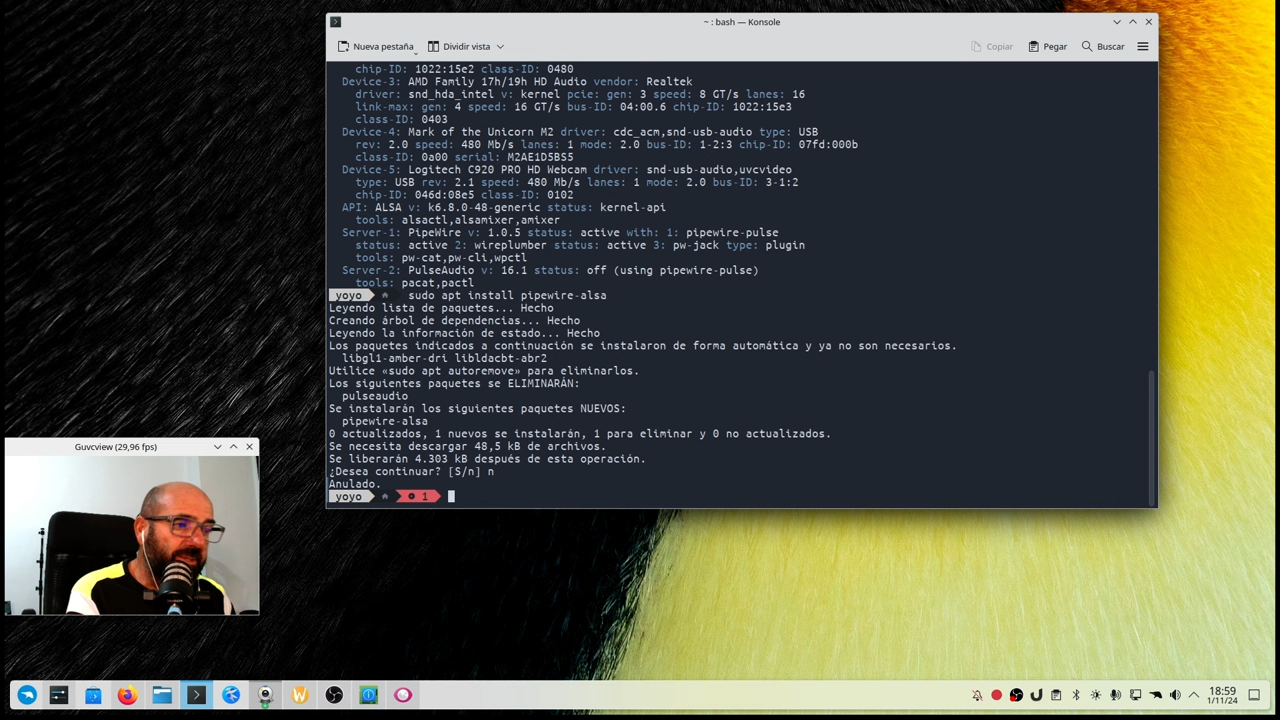 ~ : bash — Konsole
Nueva pestaña
Dividir vista
Copiar
Pegar
Buscar
chip-ID: 1022:15e2 class-ID: 0480
Device-3: AMD Family 17h/19h HD Audio vendor: Realtek
driver: snd_hda_intel v: kernel pcie: gen: 3 speed: 8 GT/s lanes: 16
link-max: gen: 4 speed: 16 GT/s bus-ID: 04:00.6 chip-ID: 1022:15e3
class-ID: 0403
Device-4: Mark of the Unicorn M2 driver: cdc_acm,snd-usb-audio type: USB
rev: 2.0 speed: 480 Mb/s lanes: 1 mode: 2.0 bus-ID: 1-2:3 chip-ID: 07fd:000b
class-ID: 0a00 serial: M2AE1D5BS5
Device-5: Logitech C920 PRO HD Webcam driver: snd-usb-audio,uvcvideo
type: USB rev: 2.1 speed: 480 Mb/s lanes: 1 mode: 2.0 bus-ID: 3-1:2
chip-ID: 046d:08e5 class-ID: 0102
API: ALSA v: k6.8.0-48-generic status: kernel-api
tools: alsactl,alsamixer,amixer
Server-1: PipeWire v: 1.0.5 status: active with: 1: pipewire-pulse
status: active 2: wireplumber status: active 3: pw-jack type: plugin
tools: pw-cat,pw-cli,wpctl
Server-2: PulseAudio v: 16.1 status: off (using pipewire-pulse)
tools: pacat,pactl
yoyo sudo apt install pipewire-alsa
Leyendo lista de paquetes... Hecho
Creando árbol de dependencias... Hecho
Leyendo la información de estado... Hecho
Los paquetes indicados a continuación se instalaron de forma automática y ya no son necesarios.
libgl1-amber-dri libldacbt-abr2
Utilice «sudo apt autoremove» para eliminarlos.
Los siguientes paquetes se ELIMINARÁN:
pulseaudio
Se instalarán los siguientes paquetes NUEVOS:
pipewire-alsa
0 actualizados, 1 nuevos se instalarán, 1 para eliminar y 0 no actualizados.
Se necesita descargar 48,5 kB de archivos.
Se liberarán 4.303 kB después de esta operación.
¿Desea continuar? [S/n] n
Anulado.
yoyo 1
Guvcview (29,96 fps)
18:59
1/11/24